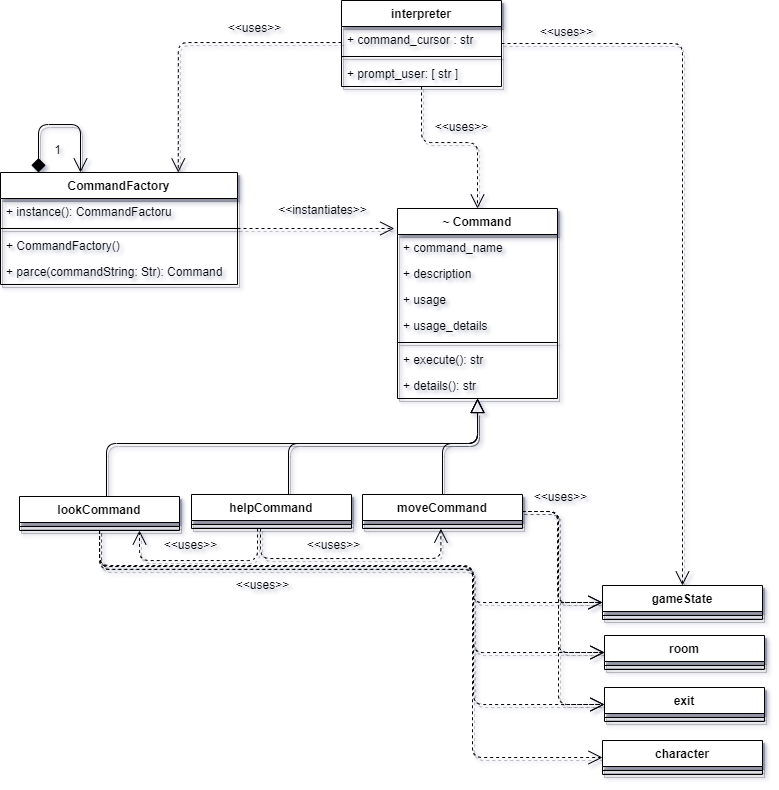 interpreter
<<uses>>
+ command_cursor : str
<<uses>>
+ prompt_user: [ str ]
<<uses>>
1
CommandFactory
+ instance(): CommandFactoru
+ CommandFactory()
+ parce(commandString: Str): Command
<<instantiates>>
~ Command
+ command_name
+ description
+ usage
+ usage_details
+ execute(): str
+ details(): str
lookCommand
helpCommand
moveCommand
<<uses>>
<<uses>>
<<uses>>
<<uses>>
gameState
room
exit
character